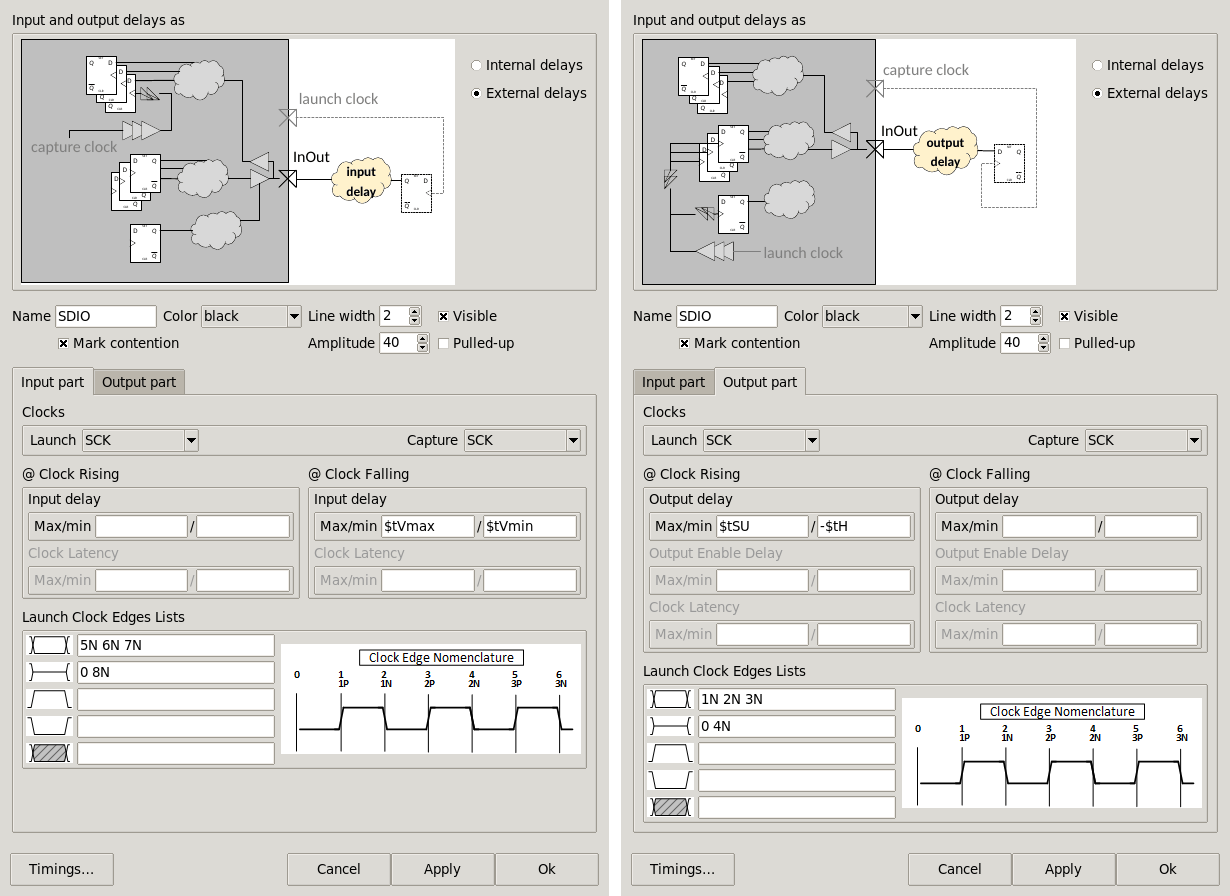 Input and output delays as
capture clock
launch clock
InOut
input
delay
Internal delays
External delays
Name SDIO Color black Line width 2 Visible
Mark contention Amplitude 40 Pulled-up
Input part Output part
Clocks
Launch SCK Capture SCK
@ Clock Rising @ Clock Falling
Input delay Input delay
Max/min / Max/min $tVmax / $tVmin
Clock Latency Clock Latency
Max/min / Max/min /
Launch Clock Edges Lists
5N 6N 7N
0 8N
Clock Edge Nomenclature
0 1 2 3 4 5 6
1P 1N 2P 2N 3P 3N
Timings... Cancel Apply Ok
Input and output delays as
capture clock
InOut
output
delay
launch clock
Internal delays
External delays
Name SDIO Color black Line width 2 Visible
Mark contention Amplitude 40 Pulled-up
Input part Output part
Clocks
Launch SCK Capture SCK
@ Clock Rising @ Clock Falling
Output delay Output delay
Max/min $tSU / -$tH Max/min /
Output Enable Delay Output Enable Delay
Max/min / Max/min /
Clock Latency Clock Latency
Max/min / Max/min /
Launch Clock Edges Lists
1N 2N 3N
0 4N
Clock Edge Nomenclature
0 1 2 3 4 5 6
1P 1N 2P 2N 3P 3N
Timings... Cancel Apply Ok